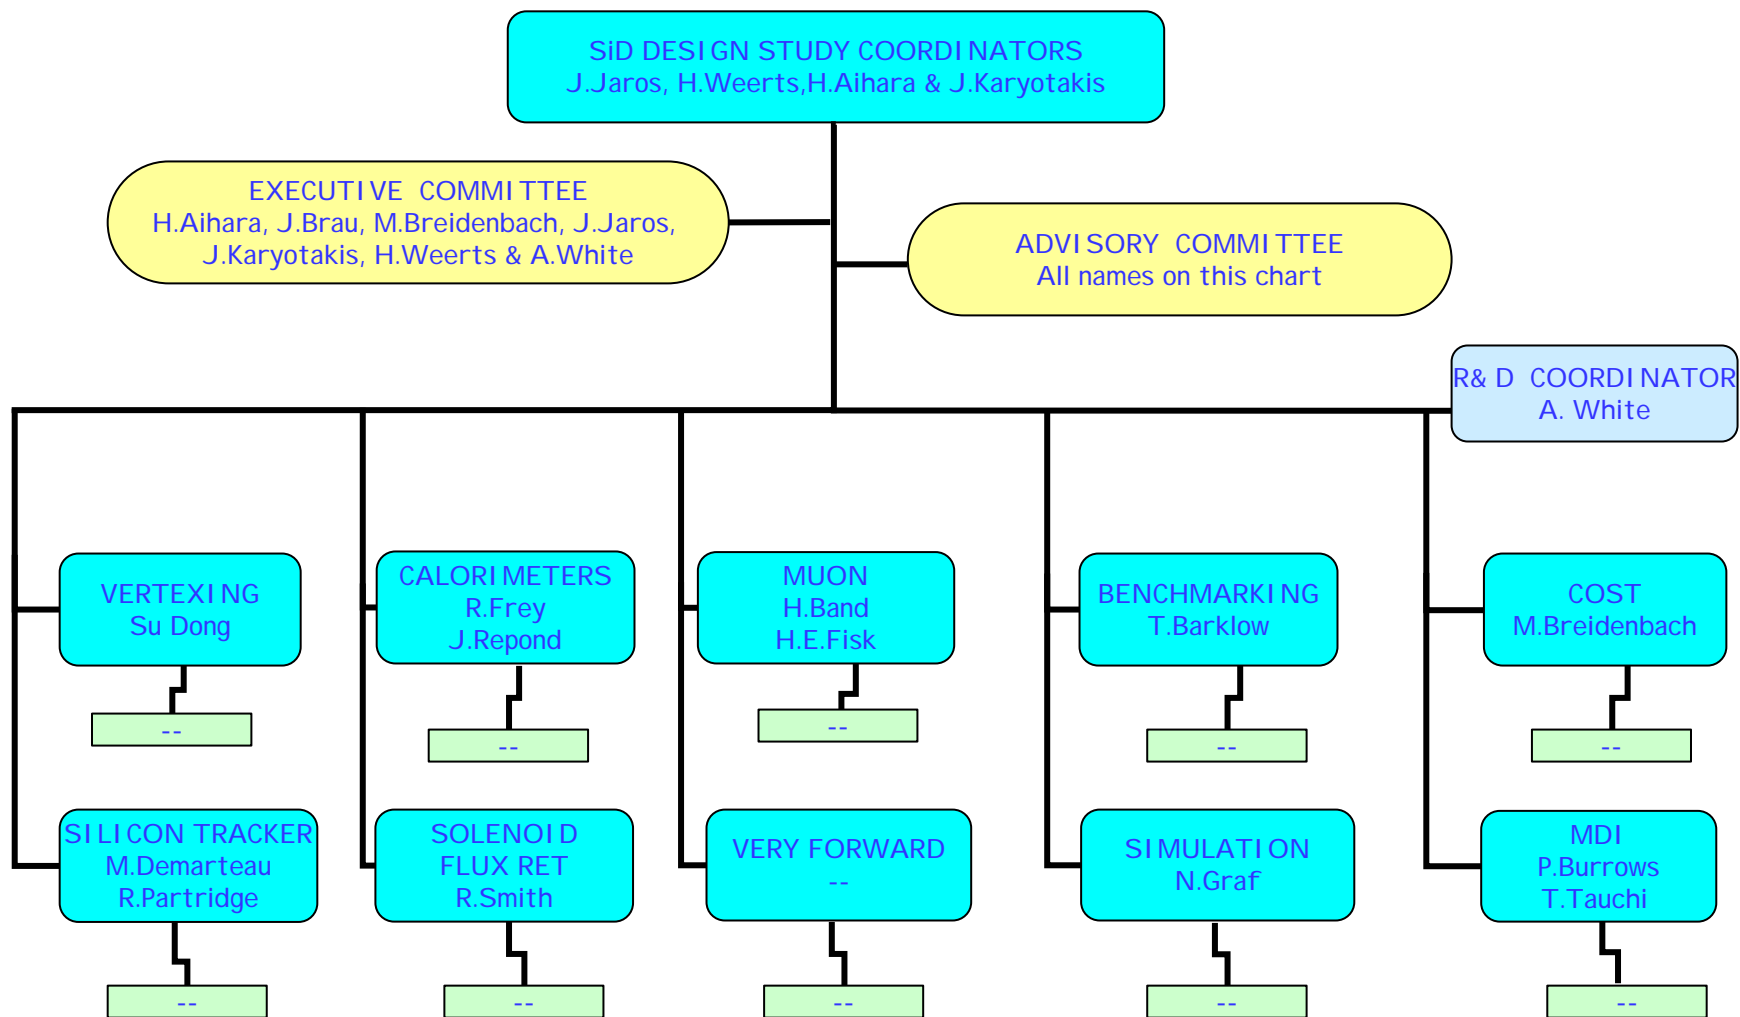 SiD DESIGN STUDY COORDINATORS
J.Jaros, H.Weerts,H.Aihara & J.Karyotakis
EXECUTIVE COMMITTEE
H.Aihara, J.Brau, M.Breidenbach, J.Jaros,
J.Karyotakis, H.Weerts & A.White
ADVISORY COMMITTEE
All names on this chart
R& D COORDINATOR
A. White
VERTEXING
Su Dong
--
CALORIMETERS
R.Frey
J.Repond
--
MUON
H.Band
H.E.Fisk
--
BENCHMARKING
T.Barklow
--
COST
M.Breidenbach
--
SILICON TRACKER
M.Demarteau
R.Partridge
--
SOLENOID
FLUX RET
R.Smith
--
VERY FORWARD
--
--
SIMULATION
N.Graf
--
MDI
P.Burrows
T.Tauchi
--